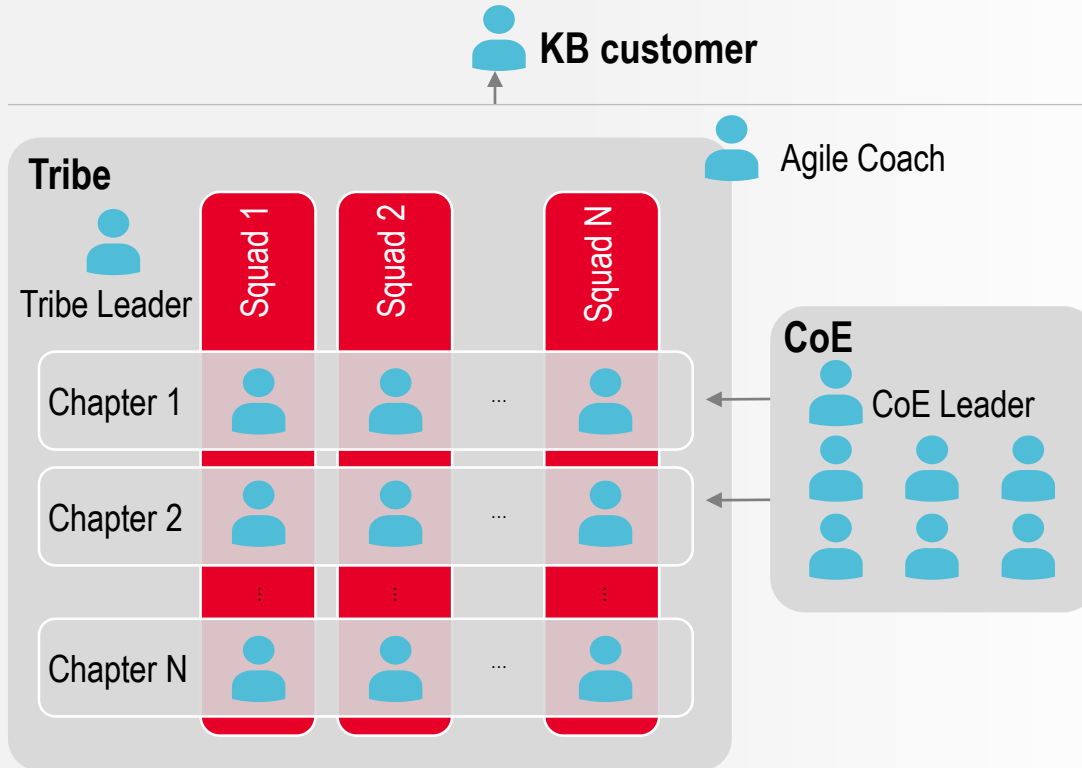 KB customer
Agile Coach
Tribe
Tribe Leader
Squad 1
Squad 2
Squad N
CoE
CoE Leader
Chapter 1
...
Chapter 2
...
... ... ...
Chapter N
...